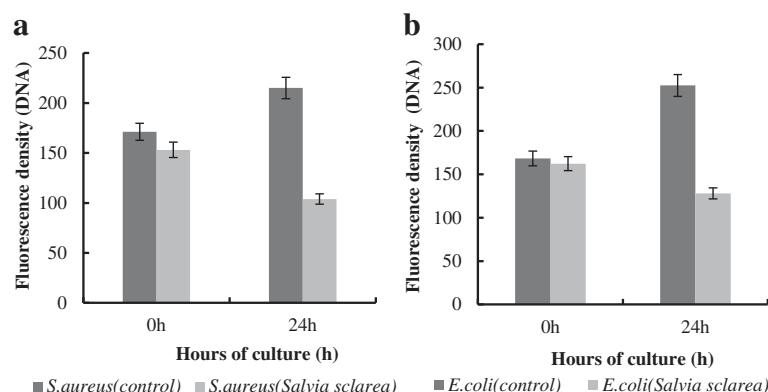 a
Fluorescence density (DNA)
250
200
150
100
50
0
0h 24h
Hours of culture (h)
S.aureus(control) S.aureus(Salvia sclarea)
b
Fluorescence density (DNA)
300
250
200
150
100
50
0
0h 24h
Hours of culture (h)
E.coli(control) E.coli(Salvia sclarea)